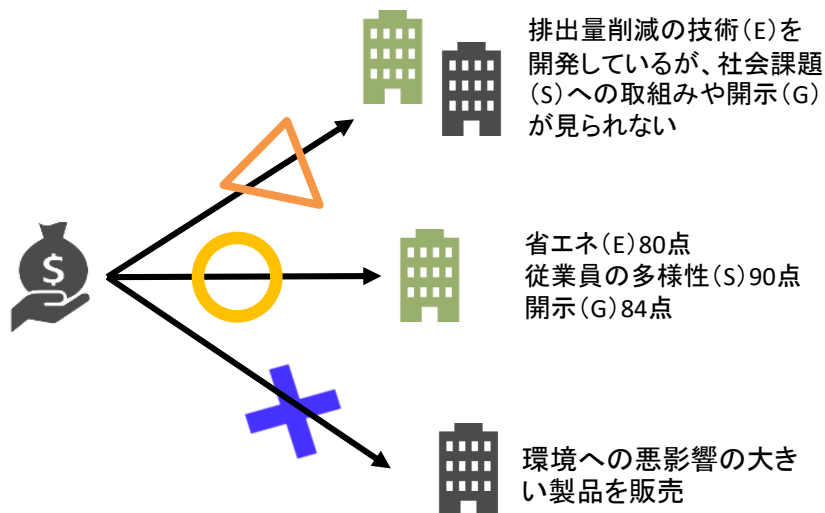 排出量削減の技術(E)を
開発しているが、社会課題
(S)への取組みや開示(G)
が見られない
$
省エネ(E)80点
従業員の多様性(S)90点
開示(G)84点
環境への悪影響の大き
い製品を販売